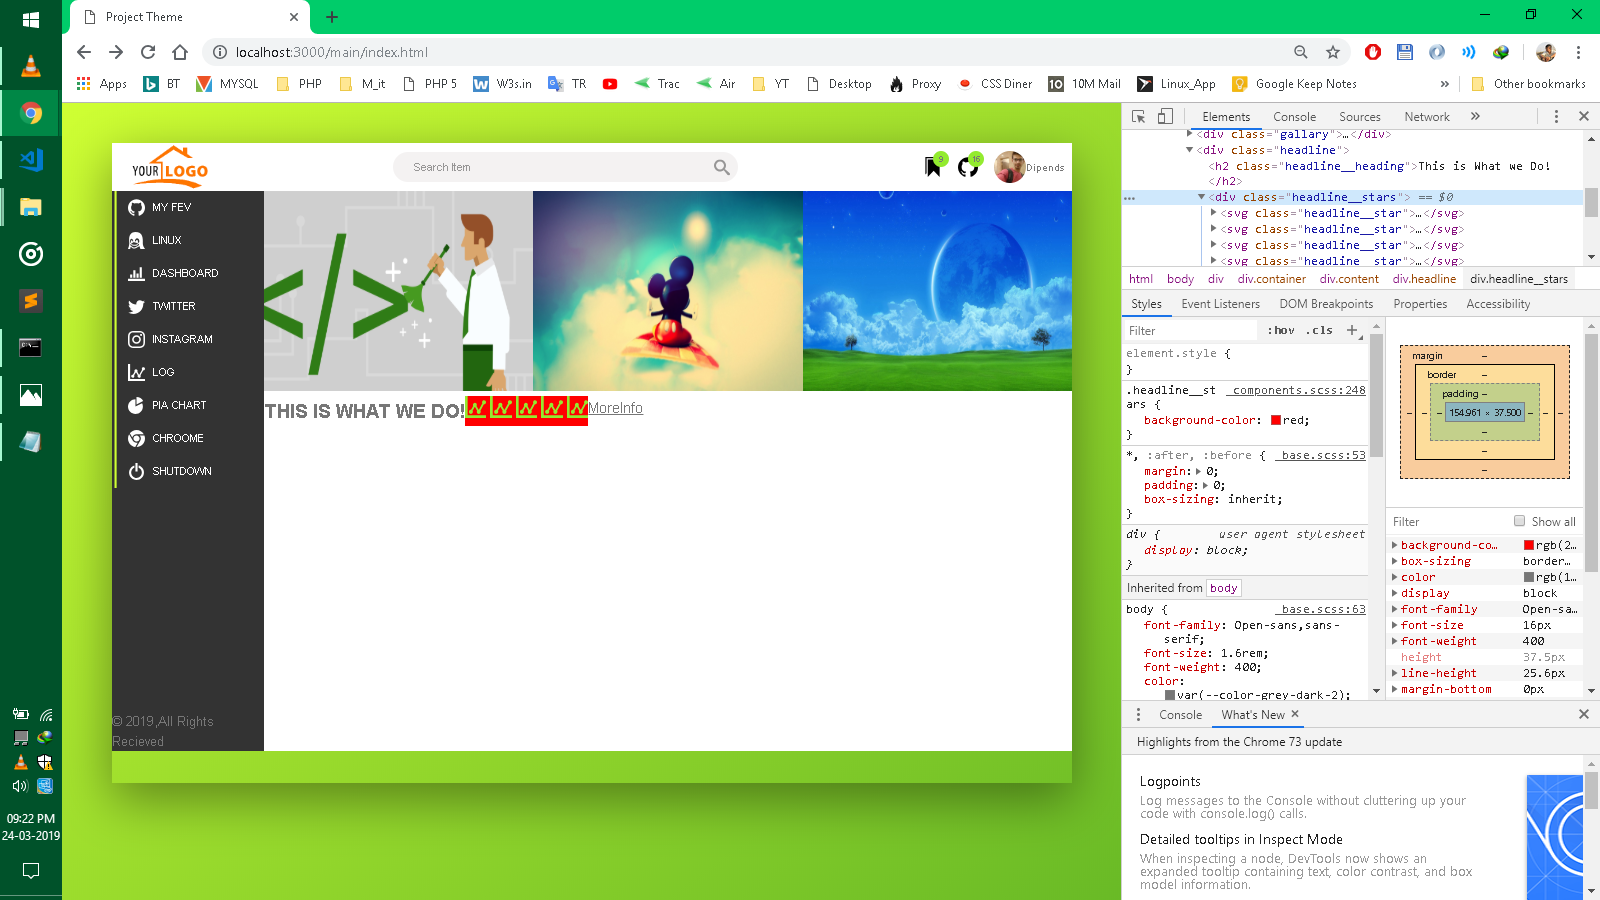 Project Theme
localhost:3000/main/index.html
Apps
BT
MYSQL
PHP
M_it
PHP 5
W3s.in
TR
Trac
Air
YT
Desktop
Proxy
CSS Diner
10 10M Mail
Linux_App
Google Keep Notes
»
Other bookmarks
YOUR LOGO
Search Item
9
16
Dipends
MY FEV
LINUX
DASHBOARD
TWITTER
INSTAGRAM
LOG
PIA CHART
CHROOME
SHUTDOWN
</>
THIS IS WHAT WE DO!
MoreInfo
© 2019 ,All Rights
Recieved
Elements Console Sources Network »
<div class="gallary">…</div>
<div class="headline">
<h2 class="headline__heading">This is What we Do!
</h2>
<div class="headline__stars"> == $0
<svg class="headline__star">…</svg>
<svg class="headline__star">…</svg>
<svg class="headline__star">…</svg>
<svg class="headline__star">…</svg>
html body div div.container div.content div.headline div.headline__stars
Styles Event Listeners DOM Breakpoints Properties Accessibility
Filter :hov .cls +
element.style {
}
.headline__st _components.scss:248
ars {
background-color: red;
}
*, :after, :before { _base.scss:53
margin: 0;
padding: 0;
box-sizing: inherit;
}
div { user agent stylesheet
display: block;
}
Inherited from body
body { _base.scss:63
font-family: Open-sans,sans-
serif;
font-size: 1.6rem;
font-weight: 400;
color:
var(--color-grey-dark-2);
margin –
border –
padding –
– – – 154.961 × 37.500 – – –
–
–
–
Filter Show all
background-co… rgb(2…
box-sizing border…
color rgb(1…
display block
font-family Open-sa…
font-size 16px
font-weight 400
height 37.5px
line-height 25.6px
margin-bottom 0px
Console What's New
Highlights from the Chrome 73 update
Logpoints
Log messages to the Console without cluttering up your
code with console.log() calls.
Detailed tooltips in Inspect Mode
When inspecting a node, DevTools now shows an
expanded tooltip containing text, color contrast, and box
model information.
09:22 PM
24-03-2019